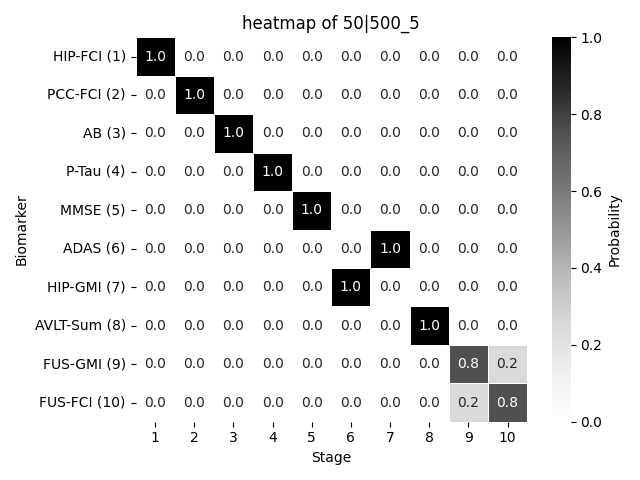 heatmap of 50|500_5
HIP-FCI (1) 1.0 0.0 0.0 0.0 0.0 0.0 0.0 0.0 0.0 0.0
PCC-FCI (2) 0.0 1.0 0.0 0.0 0.0 0.0 0.0 0.0 0.0 0.0
AB (3) 0.0 0.0 1.0 0.0 0.0 0.0 0.0 0.0 0.0 0.0
P-Tau (4) 0.0 0.0 0.0 1.0 0.0 0.0 0.0 0.0 0.0 0.0
MMSE (5) 0.0 0.0 0.0 0.0 1.0 0.0 0.0 0.0 0.0 0.0
ADAS (6) 0.0 0.0 0.0 0.0 0.0 0.0 1.0 0.0 0.0 0.0
HIP-GMI (7) 0.0 0.0 0.0 0.0 0.0 1.0 0.0 0.0 0.0 0.0
AVLT-Sum (8) 0.0 0.0 0.0 0.0 0.0 0.0 0.0 1.0 0.0 0.0
FUS-GMI (9) 0.0 0.0 0.0 0.0 0.0 0.0 0.0 0.0 0.8 0.2
FUS-FCI (10) 0.0 0.0 0.0 0.0 0.0 0.0 0.0 0.0 0.2 0.8
1 2 3 4 5 6 7 8 9 10
Stage
Biomarker
1.0
0.8
0.6
0.4
0.2
0.0
Probability